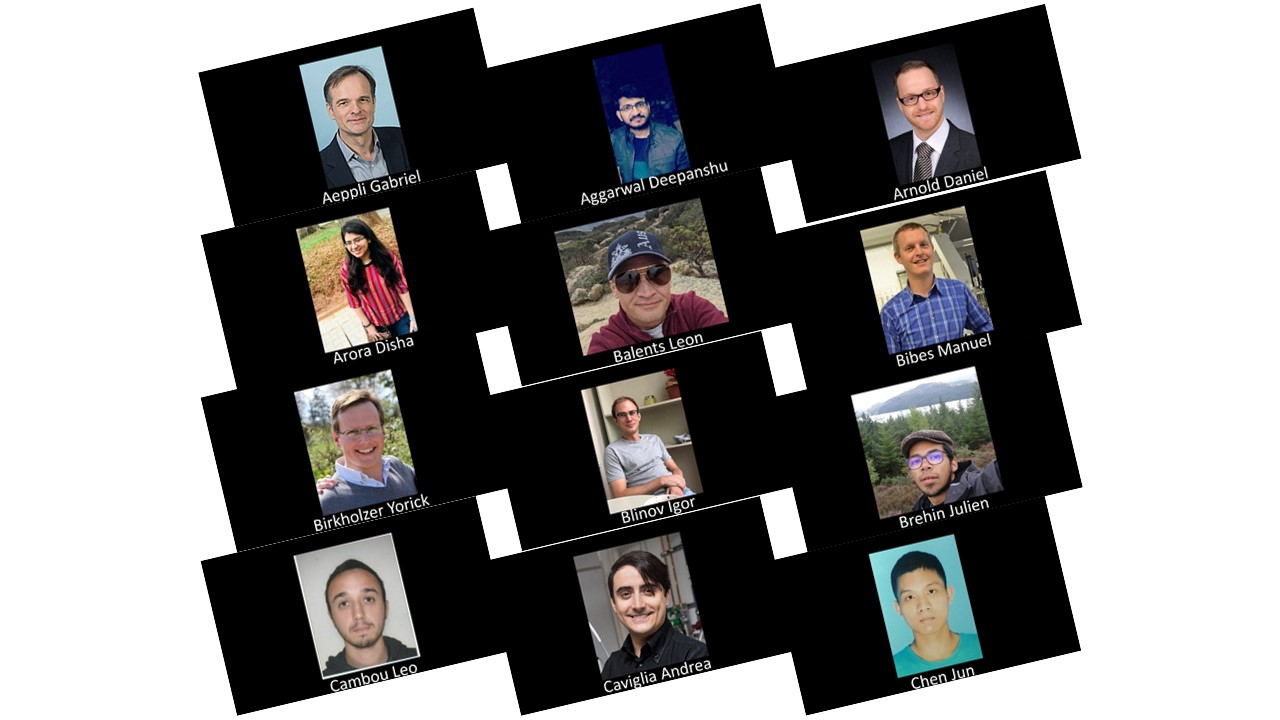 Aeppli Gabriel
Aggarwal Deepanshu
Arnold Daniel
Arora Disha
Balents Leon
Bibes Manuel
Birkholzer Yorick
Blinov Igor
Brehin Julien
Cambou Leo
Caviglia Andrea
Chen Jun